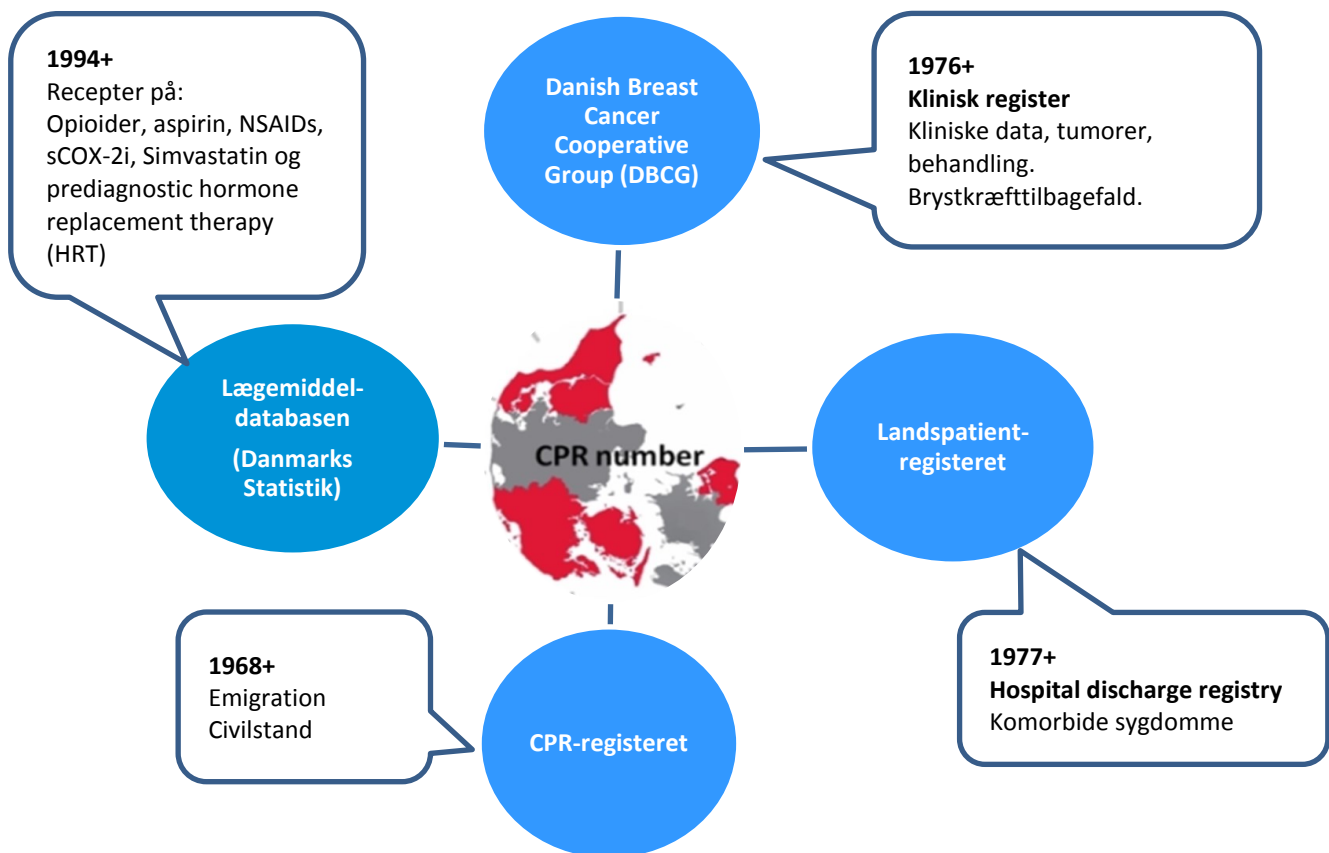 1994+
Recepter på:
Opioider, aspirin, NSAIDs,
sCOX-2i, Simvastatin og
prediagnostic hormone
replacement therapy
(HRT)
Danish Breast
Cancer
Cooperative
Group (DBCG)
1976+
Klinisk register
Kliniske data, tumorer,
behandling.
Brystkræfttilbagefald.
Lægemiddel-
databasen
(Danmarks
Statistik)
CPR number
Landspatient-
registeret
1968+
Emigration
Civilstand
CPR-registeret
1977+
Hospital discharge registry
Komorbide sygdomme